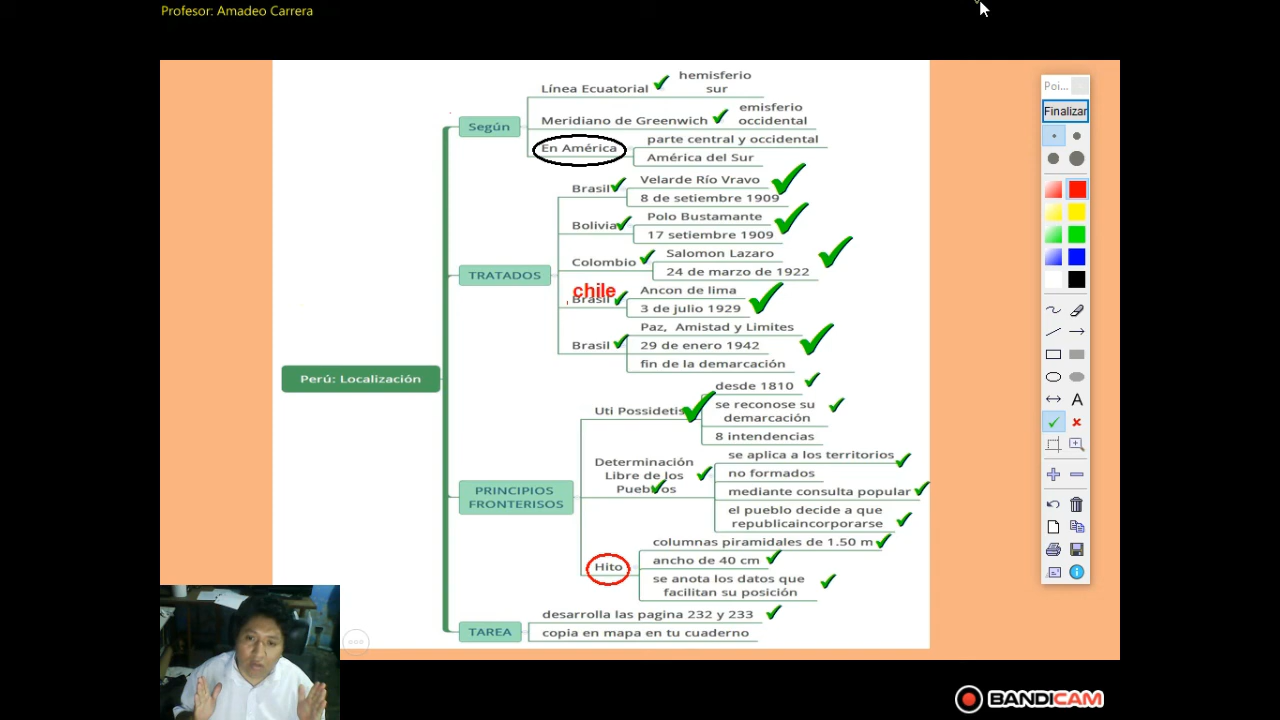 Profesor: Amadeo Carrera
Poi...
Finalizar
A
Perú: Localización
Según
Línea Ecuatorial
hemisferio
sur
Meridiano de Greenwich
emisferio
occidental
En América
parte central y occidental
América del Sur
TRATADOS
Brasil
Velarde Río Vravo
8 de setiembre 1909
Bolivia
Polo Bustamante
17 setiembre 1909
Colombio
Salomon Lazaro
24 de marzo de 1922
chile
Brasil
Ancon de lima
3 de julio 1929
Brasil
Paz, Amistad y Limites
29 de enero 1942
fin de la demarcación
PRINCIPIOS
FRONTERISOS
Uti Possidetis
desde 1810
se reconose su
demarcación
8 intendencias
Determinación
Libre de los
Pueblos
se aplica a los territorios
no formados
mediante consulta popular
el pueblo decide a que
republicaincorporarse
Hito
columnas piramidales de 1.50 m
ancho de 40 cm
se anota los datos que
facilitan su posición
TAREA
desarrolla las pagina 232 y 233
copia en mapa en tu cuaderno
BANDICAM